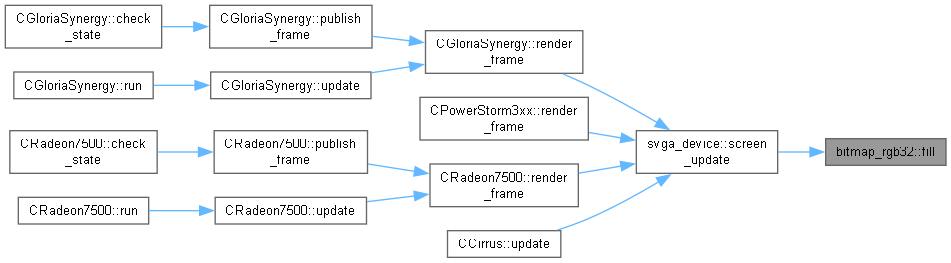 CGloriaSynergy::check
_state
CGloriaSynergy::publish
_frame
CGloriaSynergy::render
_frame
CGloriaSynergy::run
CGloriaSynergy::update
CPowerStorm3xx::render
_frame
CRadeon7500::check
_state
CRadeon7500::publish
_frame
svga_device::screen
_update
bitmap_rgb32::fill
CRadeon7500::render
_frame
CRadeon7500::run
CRadeon7500::update
CCirrus::update